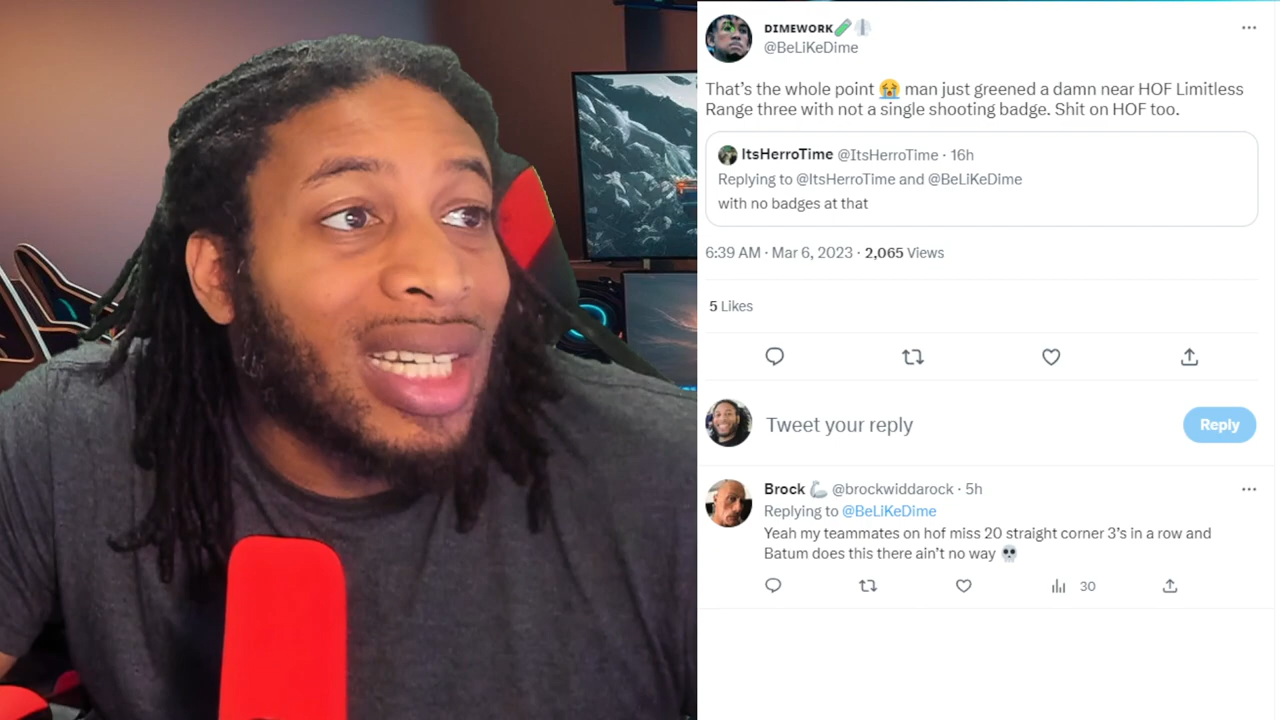 DIMEWORK🧪🥼
@BeLiKeDime
That's the whole point 😭 man just greened a damn near HOF Limitless
Range three with not a single shooting badge. Shit on HOF too.
ItsHerroTime @ItsHerroTime · 16h
Replying to @ItsHerroTime and @BeLiKeDime
with no badges at that
6:39 AM · Mar 6, 2023 · 2,065 Views
5 Likes
Tweet your reply
Reply
Brock 🦾 @brockwiddarock · 5h
Replying to @BeLiKeDime
Yeah my teammates on hof miss 20 straight corner 3's in a row and
Batum does this there ain't no way 💀
30